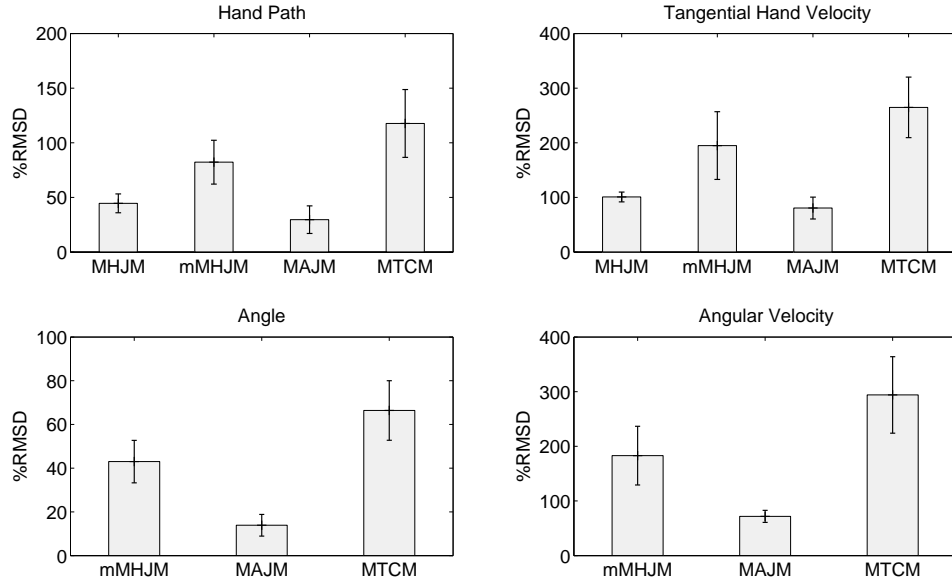 Hand Path
200
150
100
50
0
%RMSD
MHJM mMHJM MAJM MTCM
Tangential Hand Velocity
400
300
200
100
0
%RMSD
MHJM mMHJM MAJM MTCM
Angle
100
80
60
40
20
0
%RMSD
mMHJM MAJM MTCM
Angular Velocity
400
300
200
100
0
%RMSD
mMHJM MAJM MTCM